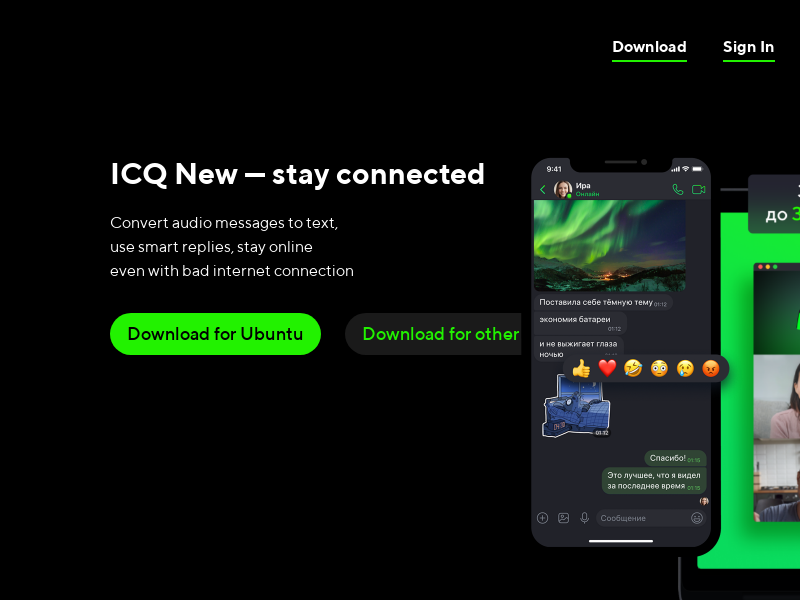 Download
Sign In
ICQ New — stay connected
Convert audio messages to text,
use smart replies, stay online
even with bad internet connection
Download for Ubuntu
Download for other
9:41
Ира
Онлайн
Поставила себе тёмную тему 01:12
экономия батареи
01:12
и не выжигает глаза
ночью
01:12
Спасибо! 01:15
Это лучшее, что я видел
за последнее время 01:15
Сообщение
до